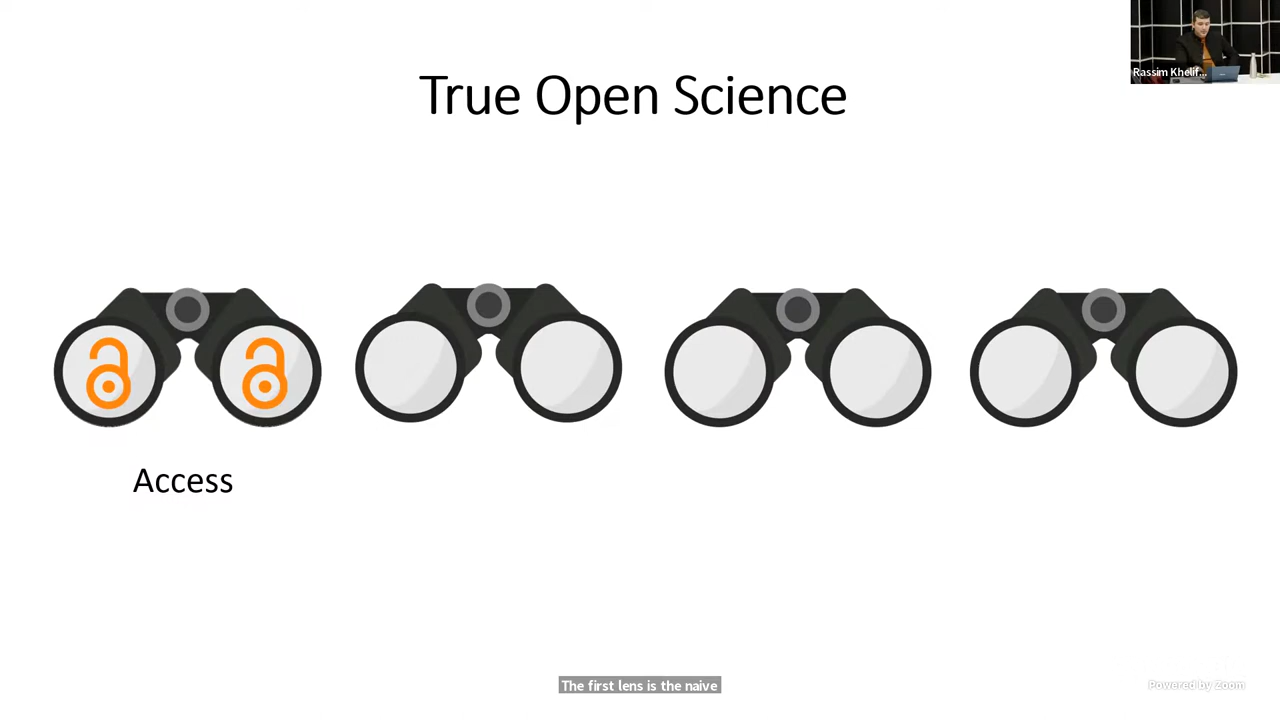 True Open Science
Rassim Khelif...
Access
The first lens is the naive
Powered by Zoom